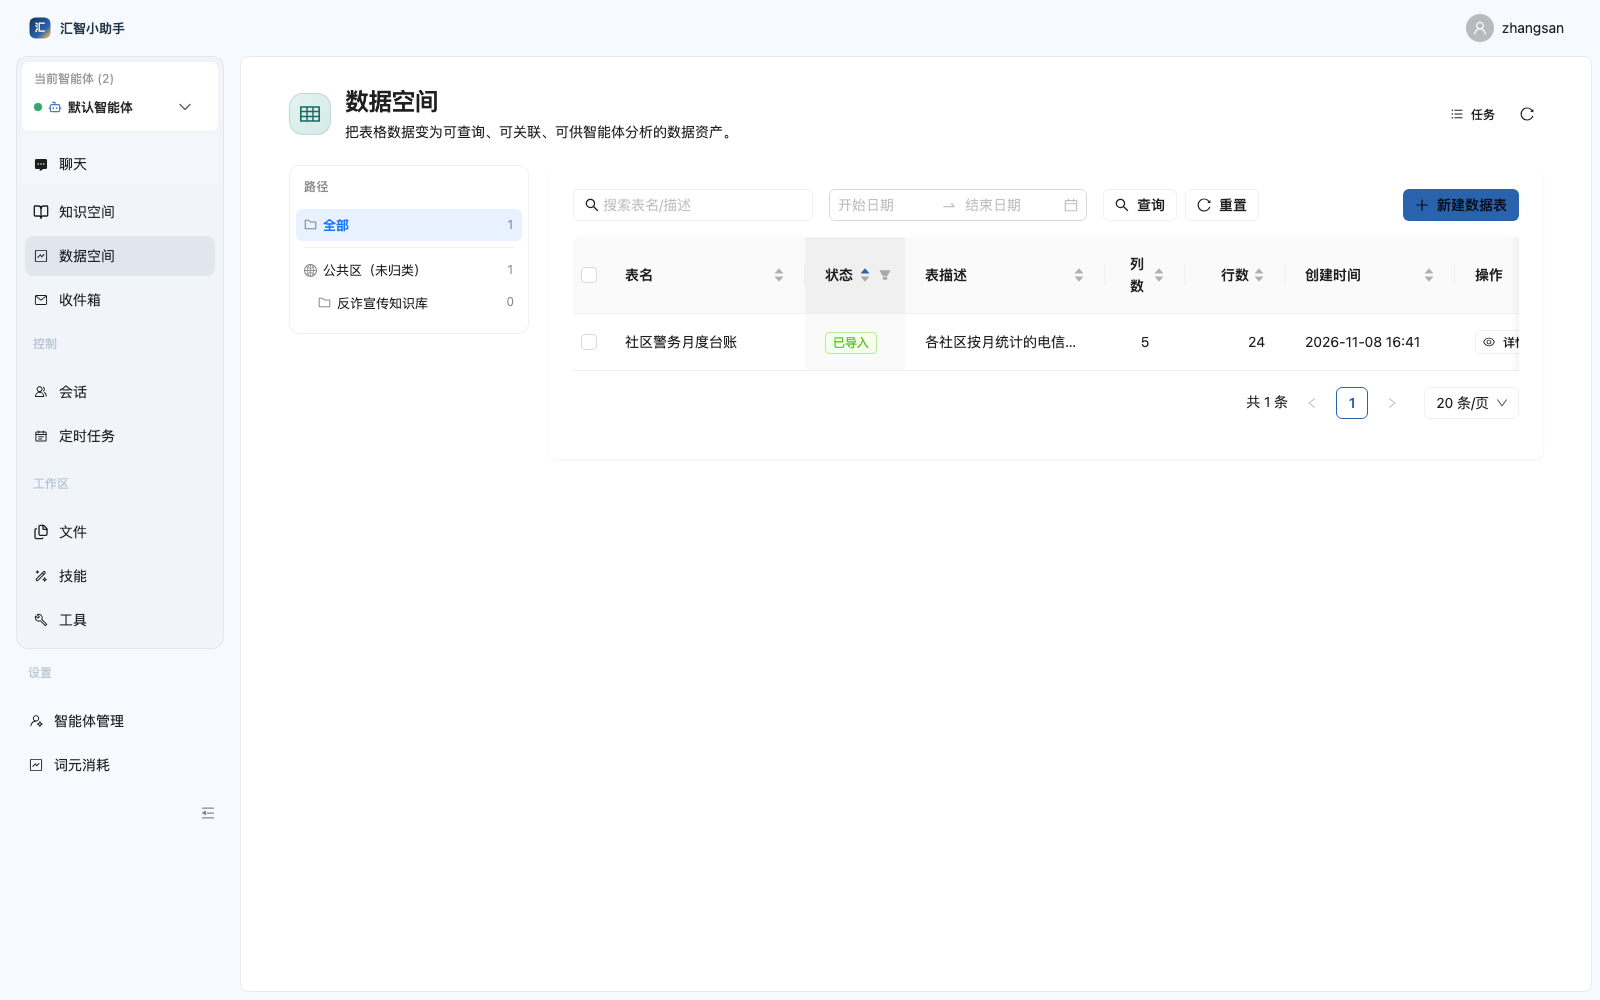 汇 汇智小助手
zhangsan
当前智能体 (2)
默认智能体
聊天
知识空间
数据空间
收件箱
控制
会话
定时任务
工作区
文件
技能
工具
设置
智能体管理
词元消耗
数据空间
把表格数据变为可查询、可关联、可供智能体分析的数据资产。
任务
路径
全部 1
公共区（未归类） 1
反诈宣传知识库 0
搜索表名/描述 开始日期 结束日期 查询 重置 新建数据表
表名 状态 表描述 列数 行数 创建时间 操作
社区警务月度台账 已导入 各社区按月统计的电信... 5 24 2026-11-08 16:41 详
共 1 条 1 20 条/页